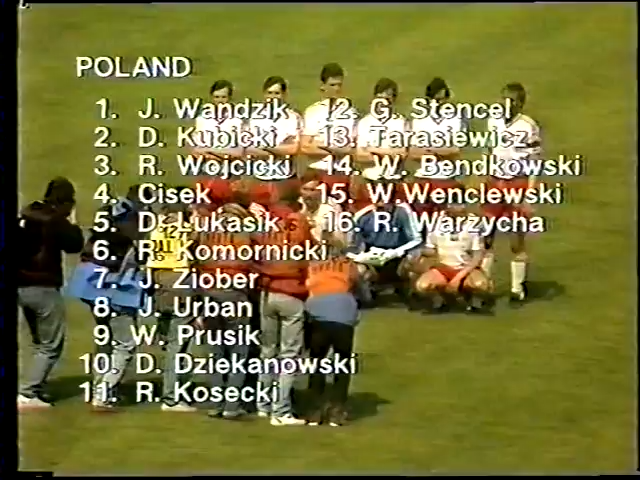 POLAND
1. J. Wandzik
2. D. Kubicki
3. R. Wojcicki
4. Cisek
5. D. Lukasik
6. R. Komornicki
7. J. Ziober
8. J. Urban
9. W. Prusik
10. D. Dziekanowski
11. R. Kosecki
12. G. Stencel
13. Tarasiewicz
14. W. Bendkowski
15. W.Wenclewski
16. R. Warzycha